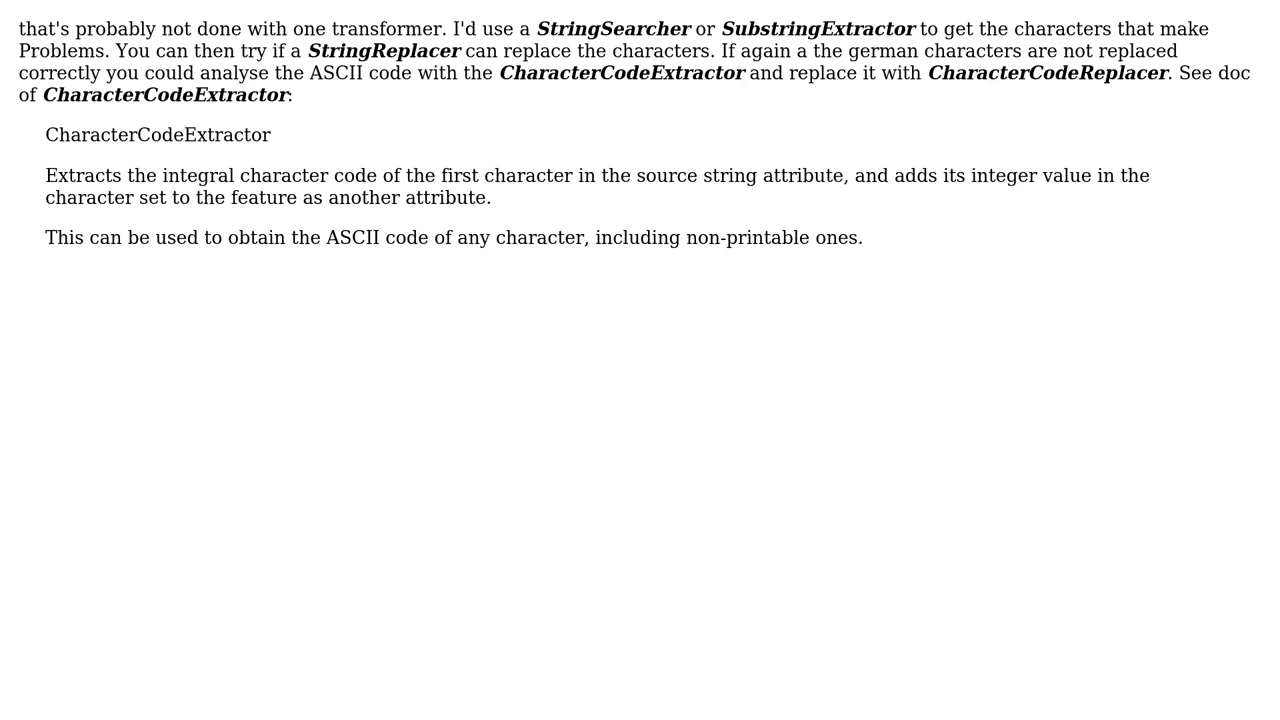 that's probably not done with one transformer. I'd use a StringSearcher or SubstringExtractor to get the characters that make
Problems. You can then try if a StringReplacer can replace the characters. If again a the german characters are not replaced
correctly you could analyse the ASCII code with the CharacterCodeExtractor and replace it with CharacterCodeReplacer. See doc
of CharacterCodeExtractor:
CharacterCodeExtractor
Extracts the integral character code of the first character in the source string attribute, and adds its integer value in the
character set to the feature as another attribute.
This can be used to obtain the ASCII code of any character, including non-printable ones.